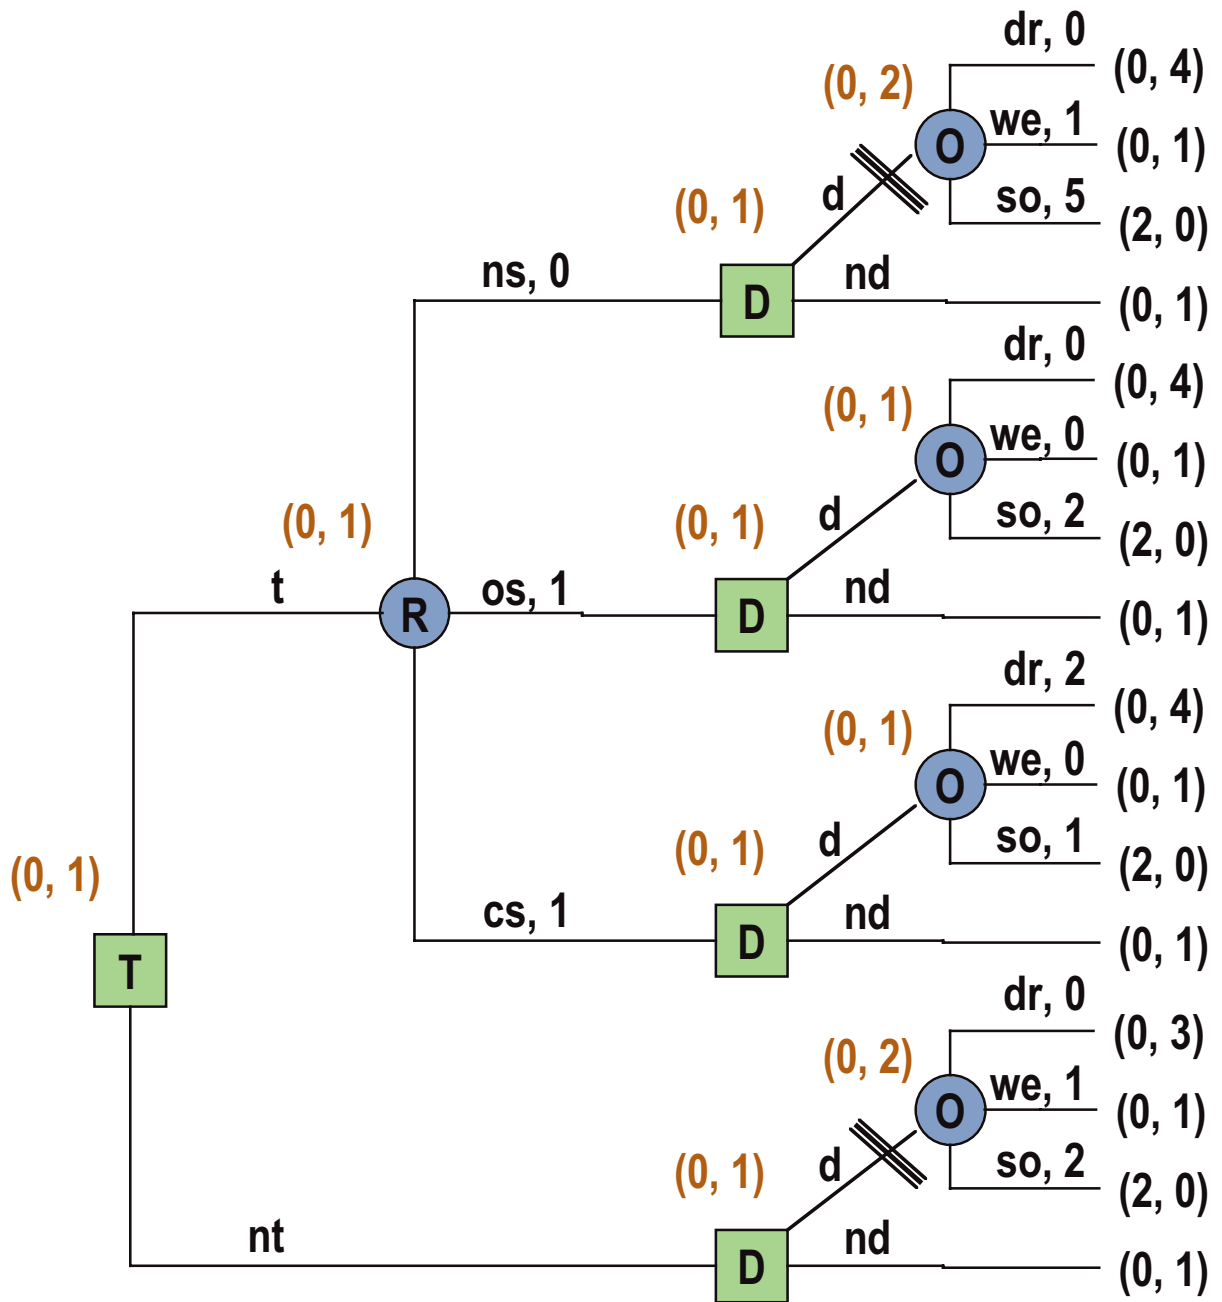 dr, 0
(0, 4)
(0, 2)
O
we, 1
(0, 1)
so, 5
(2, 0)
d
(0, 1)
ns, 0
D
nd
(0, 1)
dr, 0
(0, 4)
(0, 1)
O
we, 0
(0, 1)
so, 2
(2, 0)
d
(0, 1)
(0, 1)
t
R
os, 1
D
nd
(0, 1)
dr, 2
(0, 4)
(0, 1)
O
we, 0
(0, 1)
so, 1
(2, 0)
d
(0, 1)
(0, 1)
cs, 1
D
nd
(0, 1)
T
dr, 0
(0, 3)
(0, 2)
O
we, 1
(0, 1)
so, 2
(2, 0)
d
(0, 1)
nt
D
nd
(0, 1)